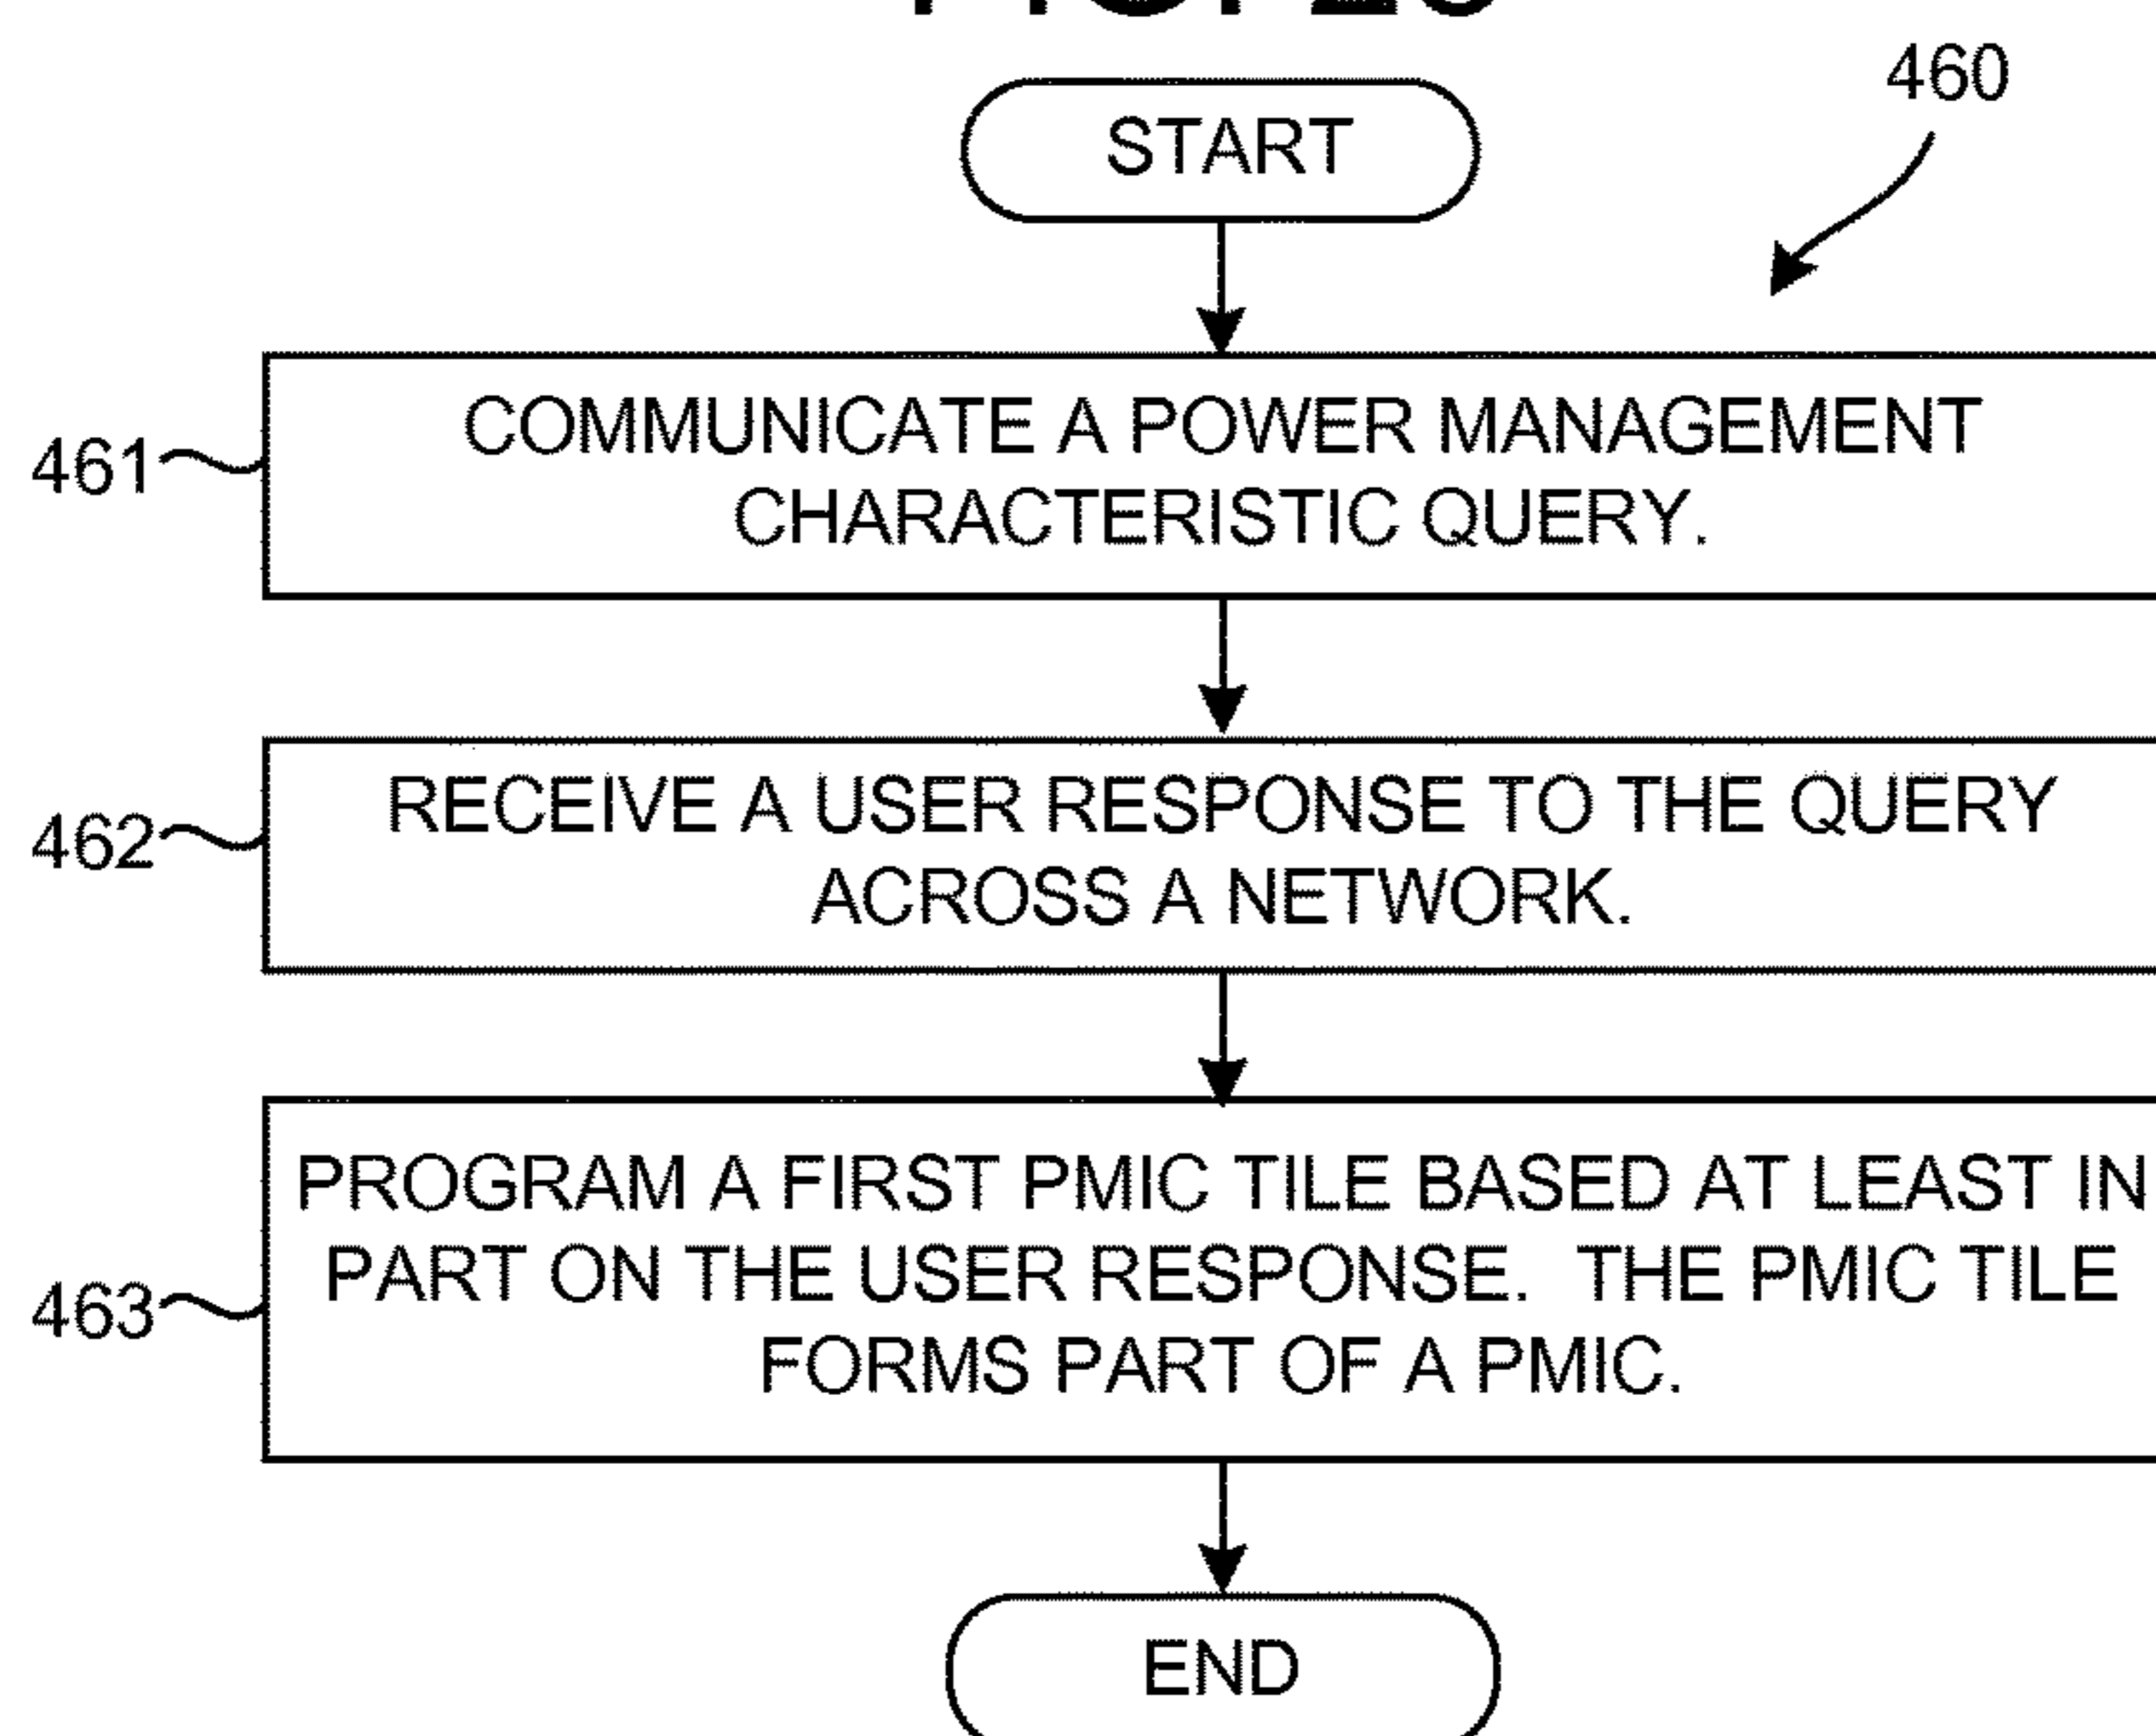 460
START
461
COMMUNICATE A POWER MANAGEMENT
CHARACTERISTIC QUERY.
462
RECEIVE A USER RESPONSE TO THE QUERY
ACROSS A NETWORK.
463
PROGRAM A FIRST PMIC TILE BASED AT LEAST IN
PART ON THE USER RESPONSE. THE PMIC TILE
FORMS PART OF A PMIC.
END